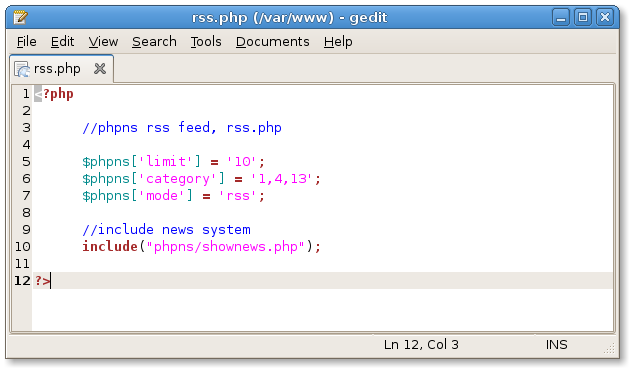 rss.php (/var/www) - gedit
File Edit View Search Tools Documents Help
rss.php
1 <?php
2
3 //phpns rss feed, rss.php
4
5 $phpns['limit'] = '10';
6 $phpns['category'] = '1,4,13';
7 $phpns['mode'] = 'rss';
8
9 //include news system
10 include("phpns/shownews.php");
11
12 ?>
Ln 12, Col 3 INS